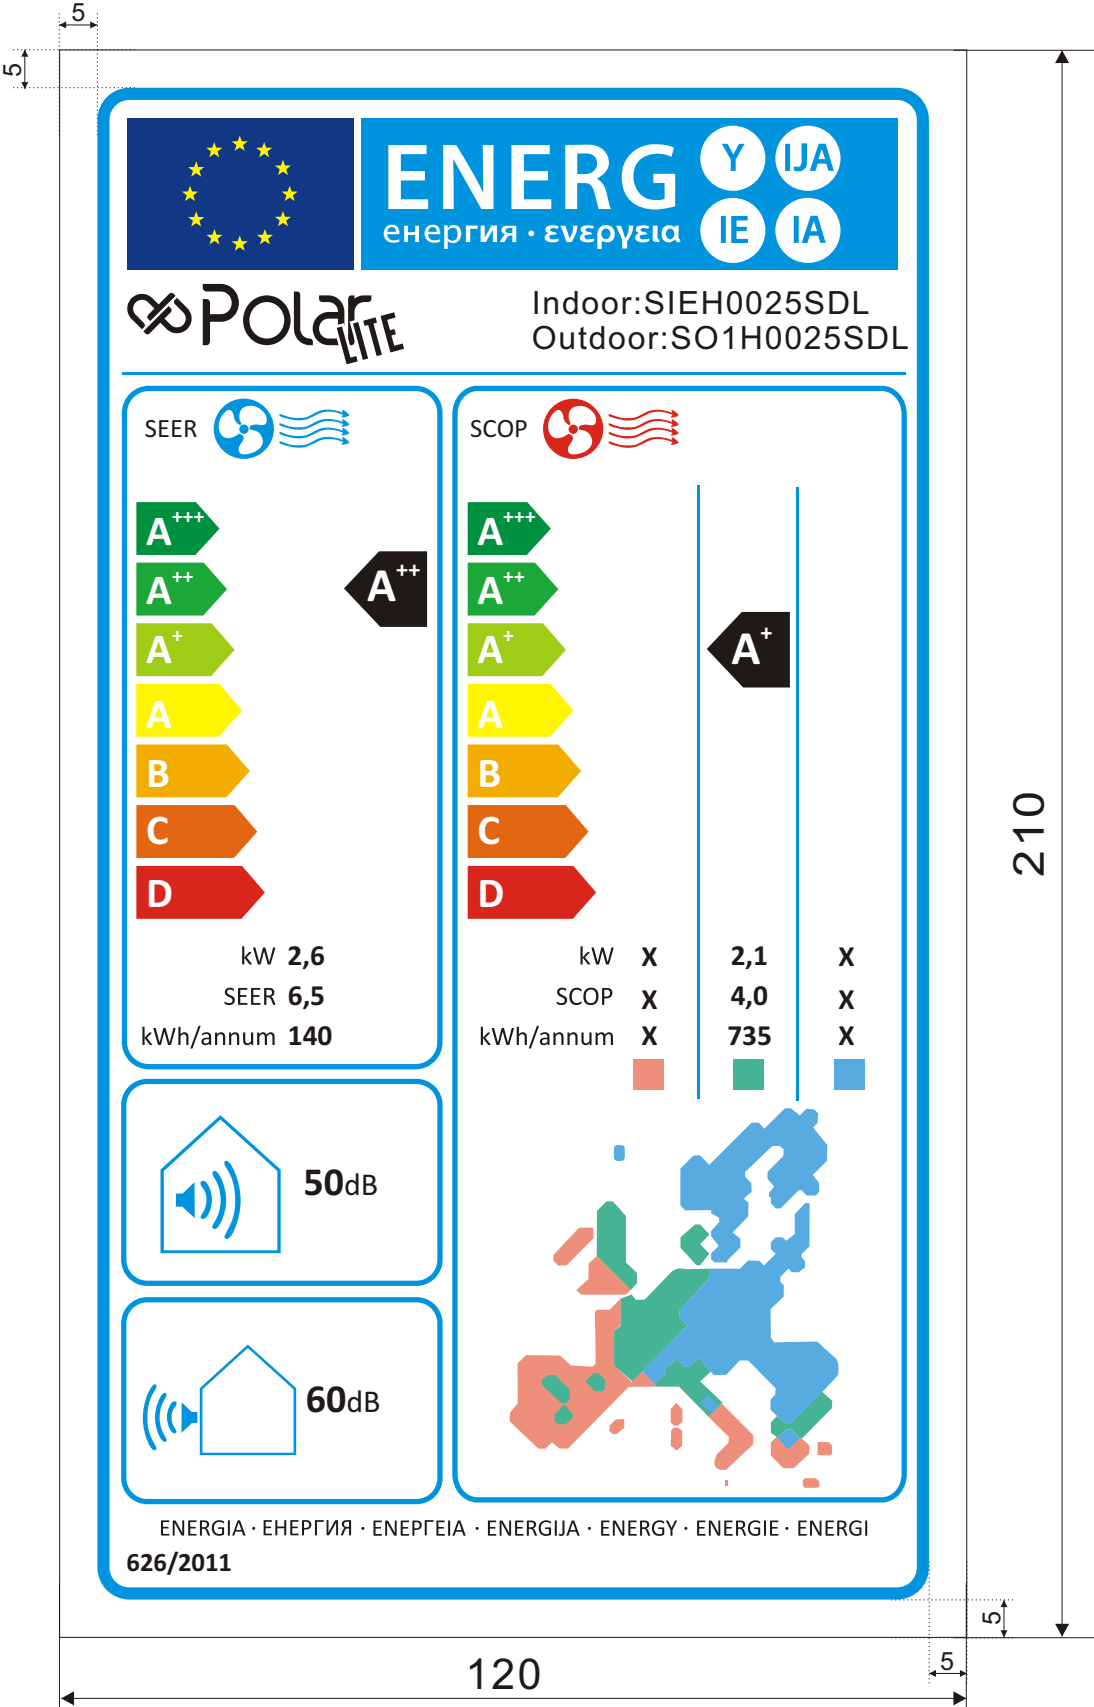 5
5
ENERG Y IJA
енергия · ενεργεια IE IA
Polar LITE
Indoor:SIEH0025SDL
Outdoor:SO1H0025SDL
SEER
SCOP
A+++
A++
A+
A
B
C
D
A++
A+++
A++
A+
A
B
C
D
A+
kW 2,6
SEER 6,5
kWh/annum 140
kW X 2,1 X
SCOP X 4,0 X
kWh/annum X 735 X
50dB
60dB
ENERGIA · ЕНЕРГИЯ · ΕΝΕΡΓΕΙΑ · ENERGIJA · ENERGY · ENERGIE · ENERGI
626/2011
210
5
5
120